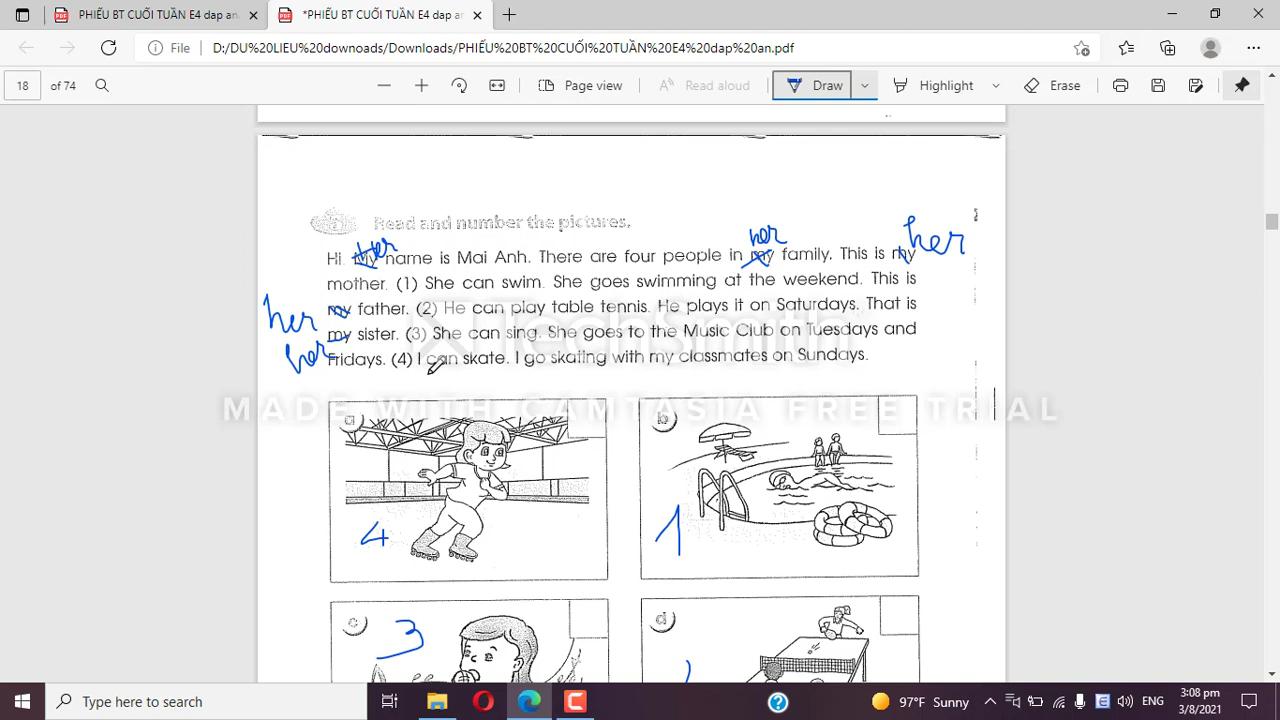 PHIẾU BT CUỐI TUẦN E4 dap an.
*PHIẾU BT CUỐI TUẦN E4 dap ar
File
D:/DU%20LIEU%20downoads/Downloads/PHIẾU%20BT%20CUỐI%20TUẦN%20E4%20dap%20an.pdf
18 of 74
Page view
Read aloud
Draw
Highlight
Erase
Read and number the pictures.
her
her
Her
Hi. My name is Mai Anh. There are four people in my family. This is my
mother. (1) She can swim. She goes swimming at the weekend. This is
her my father. (2) He can play table tennis. He plays it on Saturdays. That is
my sister. (3) She can sing. She goes to the Music Club on Tuesdays and
her
Fridays. (4) I can skate. I go skating with my classmates on Sundays.
TechSmith
MADE WITH CAMTASIA FREE TRIAL
a
b
4
1
c
3
d
Type here to search
97°F Sunny
ENG
3:08 pm
3/8/2021